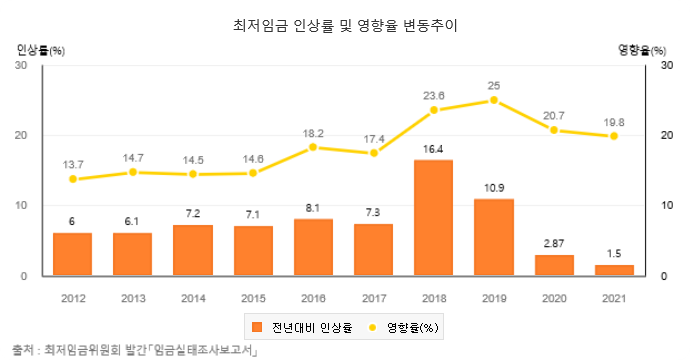 최저임금 인상률 및 영향율 변동추이
인상률(%) 영향율(%)
30 30
25
23.6
20.7
20 19.8 20
18.2
17.4
16.4
13.7 14.7 14.5 14.6
10.9
10 10
8.1
7.2 7.1 7.3
6 6.1
2.87
1.5
0 0
2012 2013 2014 2015 2016 2017 2018 2019 2020 2021
전년대비 인상률 영향율(%)
출처 : 최저임금위원회 발간「임금실태조사보고서」